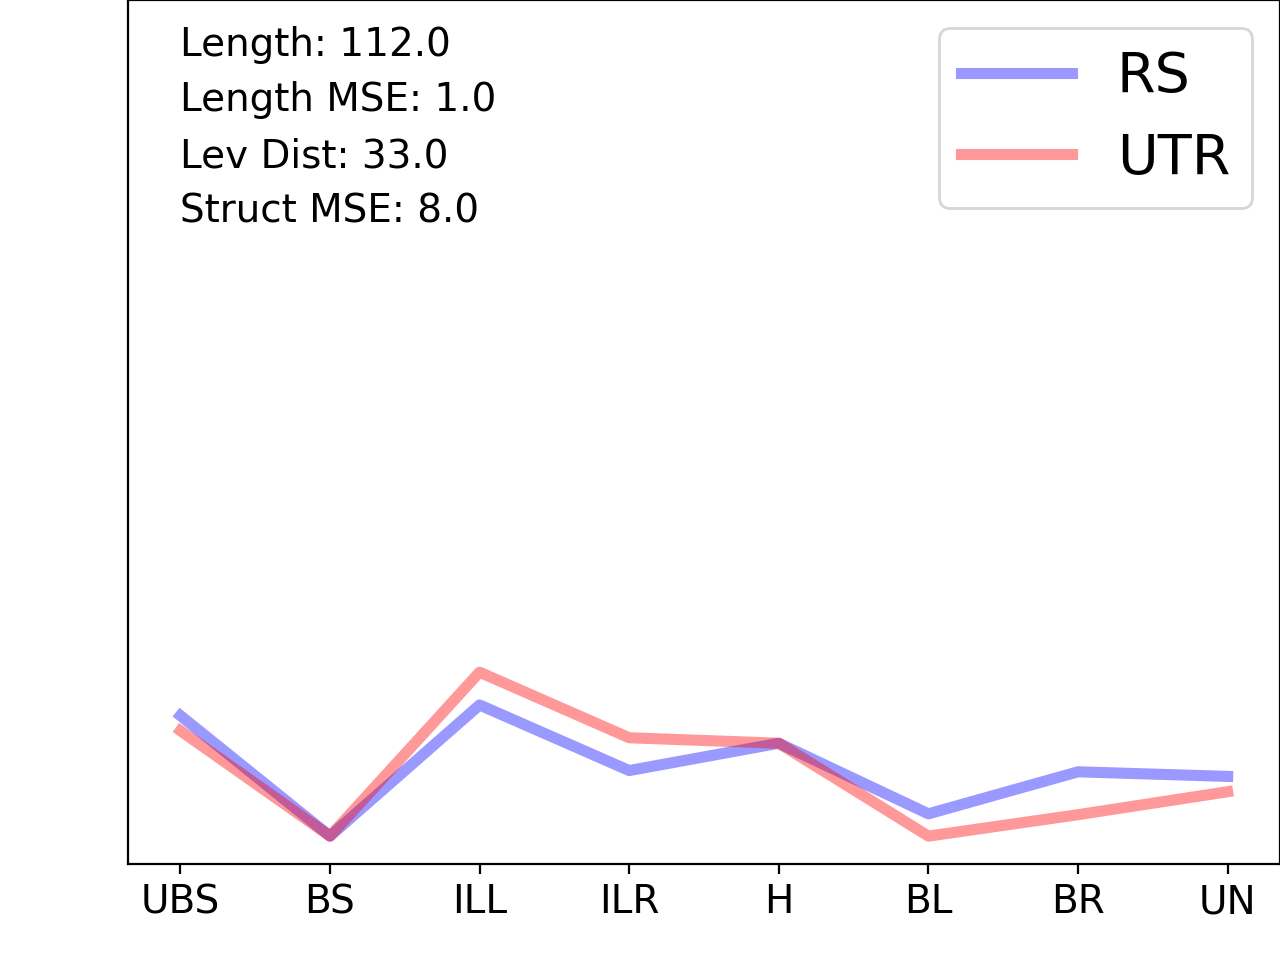 Length: 112.0
Length MSE: 1.0
Lev Dist: 33.0
Struct MSE: 8.0
RS
UTR
UBS BS ILL ILR H BL BR UN